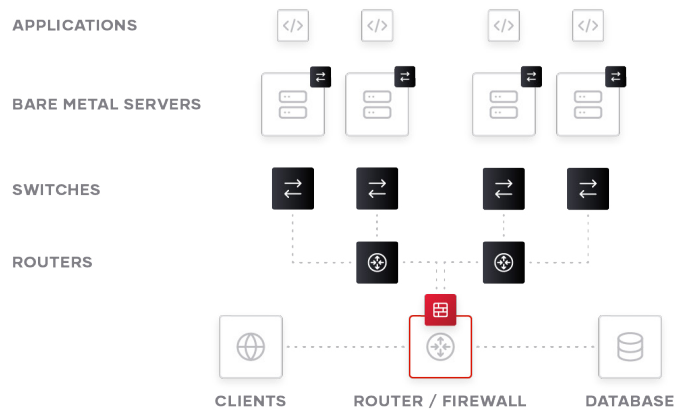 APPLICATIONS
BARE METAL SERVERS
SWITCHES
ROUTERS
CLIENTS
ROUTER / FIREWALL
DATABASE